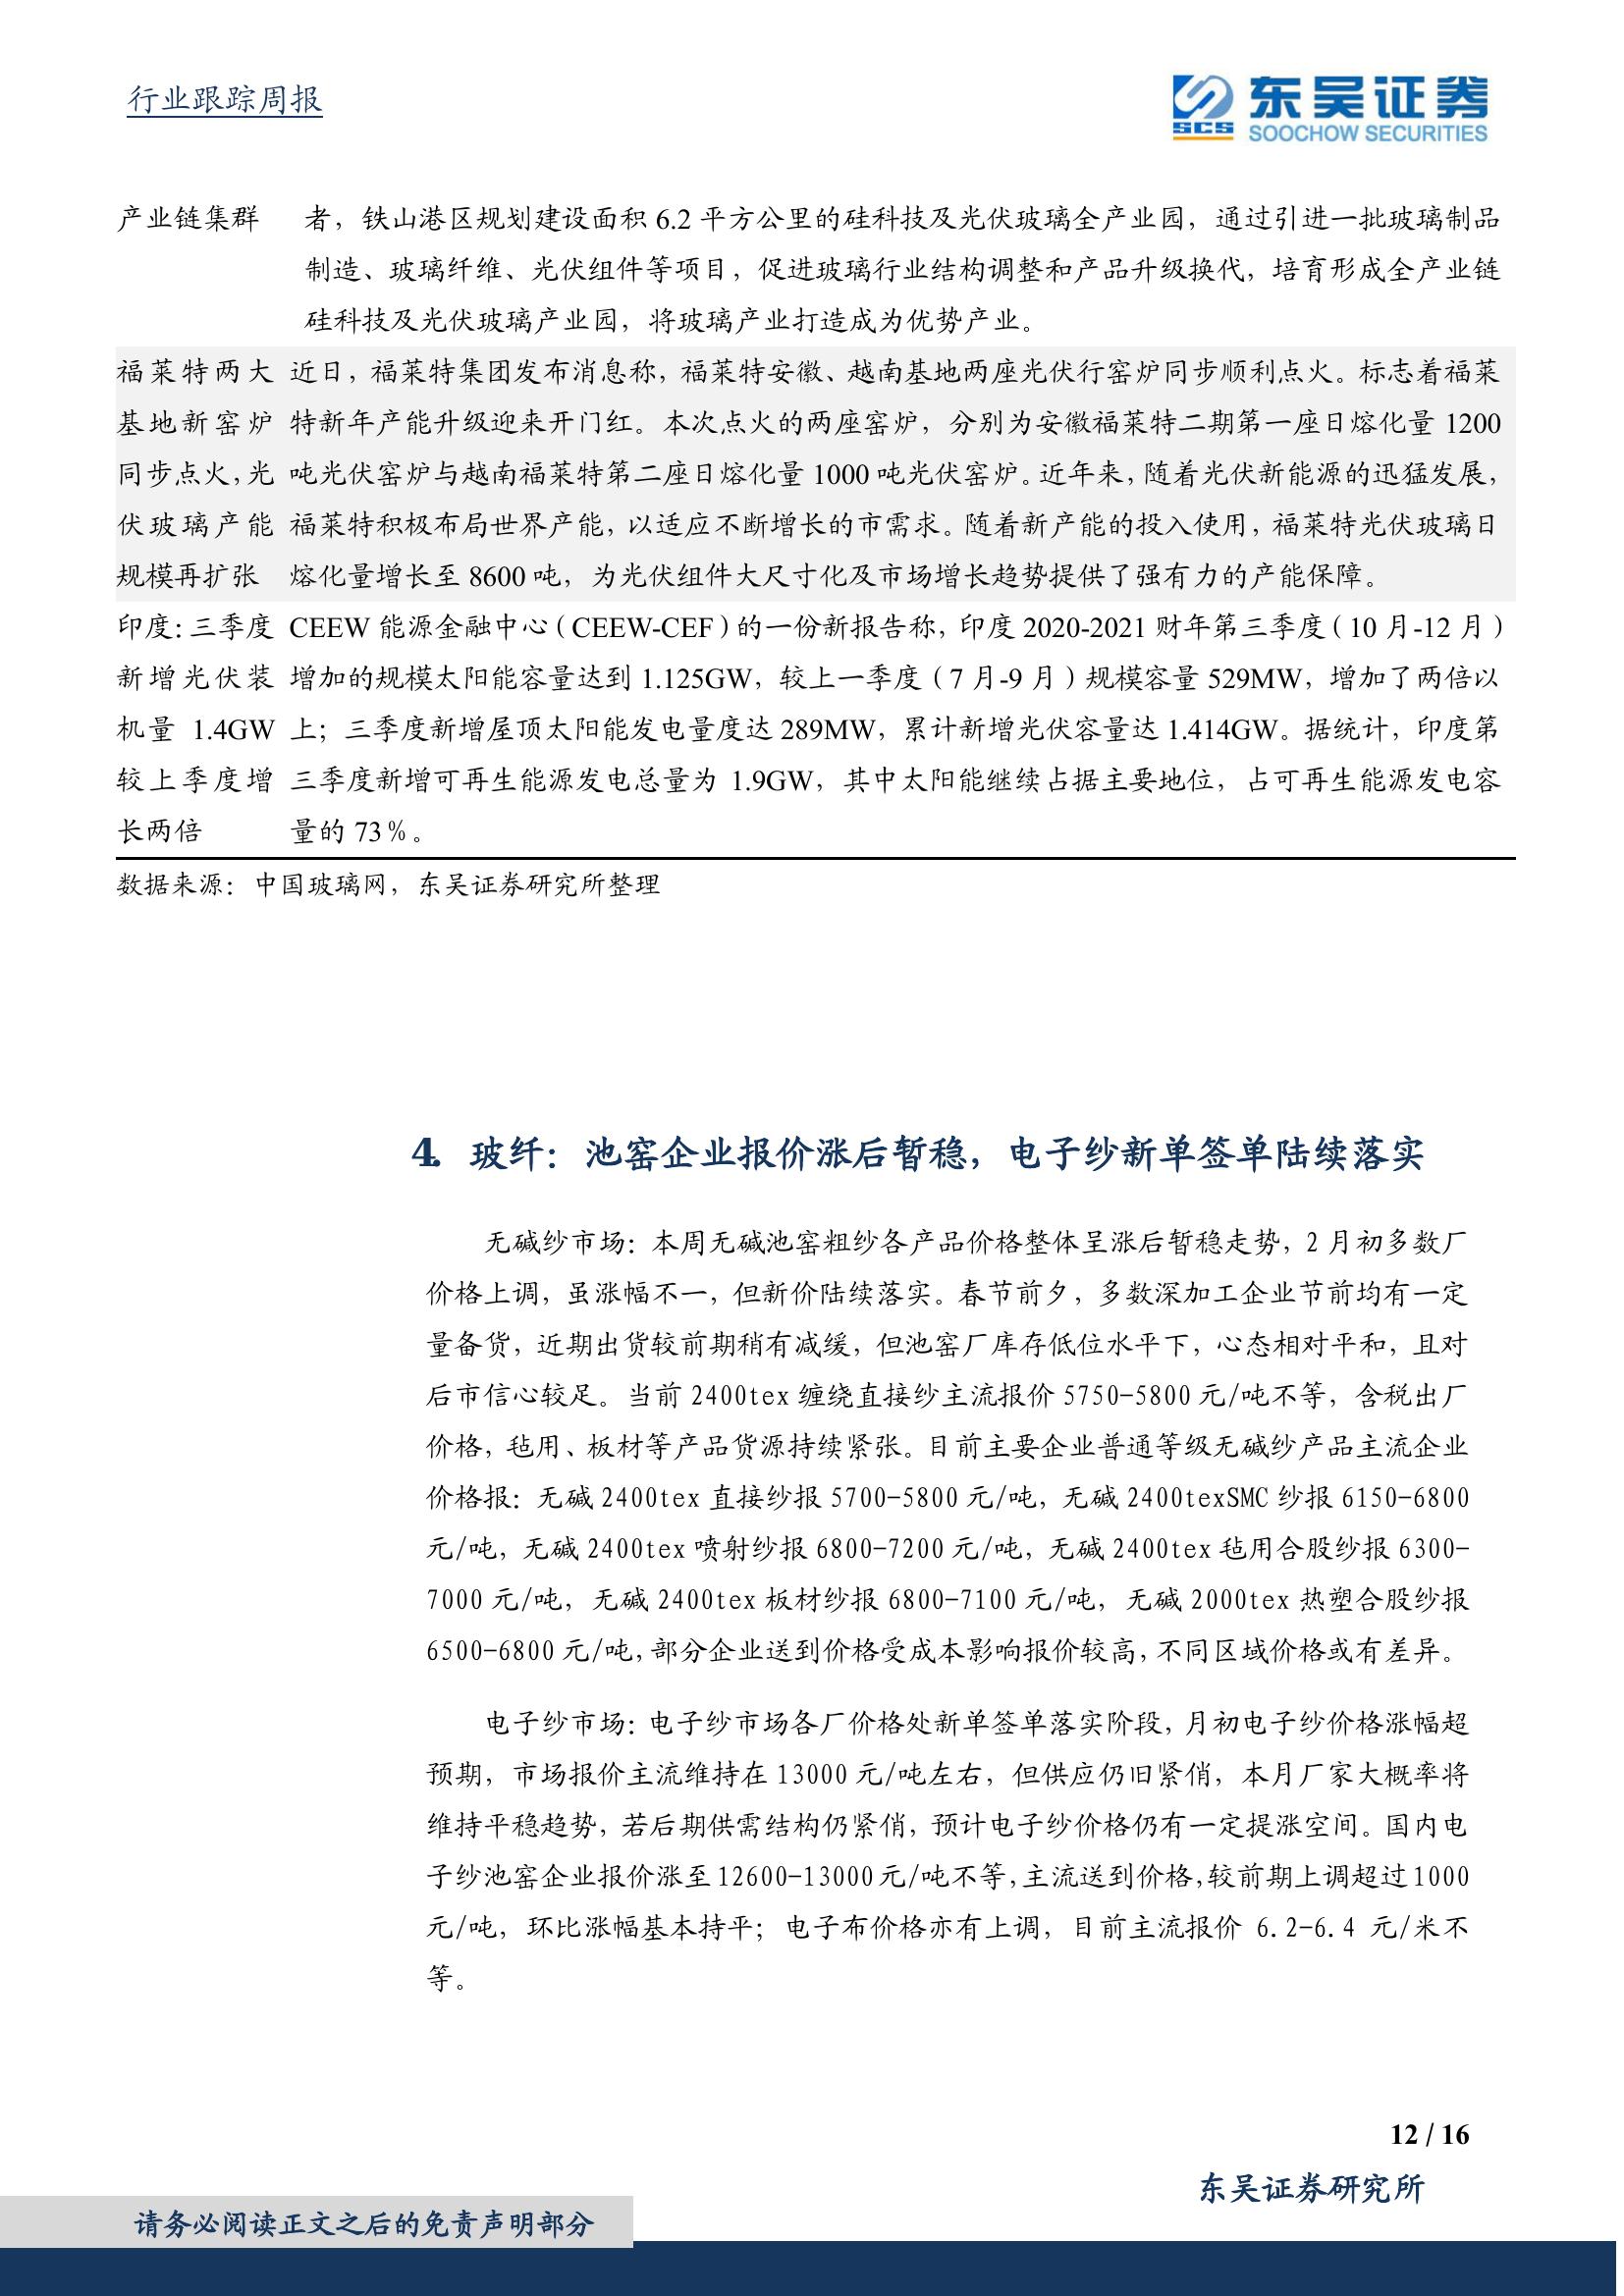 行业跟踪周报
东吴证券
SCS
SOOCHOW SECURITIES
产业链集群 者，铁山港区规划建设面积 6.2 平方公里的硅科技及光伏玻璃全产业园，通过引进一批玻璃制品
制造、玻璃纤维、光伏组件等项目，促进玻璃行业结构调整和产品升级换代，培育形成全产业链
硅科技及光伏玻璃产业园，将玻璃产业打造成为优势产业。
福莱特两大 近日，福莱特集团发布消息称，福莱特安徽、越南基地两座光伏行窑炉同步顺利点火。标志着福莱
基地新窑炉 特新年产能升级迎来开门红。本次点火的两座窑炉，分别为安徽福莱特二期第一座日熔化量 1200
同步点火，光 吨光伏窑炉与越南福莱特第二座日熔化量 1000 吨光伏窑炉。近年来，随着光伏新能源的迅猛发展，
伏玻璃产能 福莱特积极布局世界产能，以适应不断增长的市需求。随着新产能的投入使用，福莱特光伏玻璃日
规模再扩张 熔化量增长至 8600 吨，为光伏组件大尺寸化及市场增长趋势提供了强有力的产能保障。
印度：三季度 CEEW 能源金融中心（CEEW-CEF）的一份新报告称，印度 2020-2021 财年第三季度（10 月-12 月）
新增光伏装 增加的规模太阳能容量达到 1.125GW，较上一季度（7 月-9 月）规模容量 529MW，增加了两倍以
机量 1.4GW 上；三季度新增屋顶太阳能发电量度达 289MW，累计新增光伏容量达 1.414GW。据统计，印度第
较上季度增 三季度新增可再生能源发电总量为 1.9GW，其中太阳能继续占据主要地位，占可再生能源发电容
长两倍 量的 73%。
数据来源：中国玻璃网，东吴证券研究所整理
4. 玻纤：池窑企业报价涨后暂稳，电子纱新单签单陆续落实
无碱纱市场：本周无碱池窑粗纱各产品价格整体呈涨后暂稳走势，2 月初多数厂
价格上调，虽涨幅不一，但新价陆续落实。春节前夕，多数深加工企业节前均有一定
量备货，近期出货较前期稍有减缓，但池窑厂库存低位水平下，心态相对平和，且对
后市信心较足。当前 2400tex 缠绕直接纱主流报价 5750-5800 元/吨不等，含税出厂
价格，毡用、板材等产品货源持续紧张。目前主要企业普通等级无碱纱产品主流企业
价格报：无碱 2400tex 直接纱报 5700-5800 元/吨，无碱 2400texSMC 纱报 6150-6800
元/吨，无碱 2400tex 喷射纱报 6800-7200 元/吨，无碱 2400tex 毡用合股纱报 6300-
7000 元/吨，无碱 2400tex 板材纱报 6800-7100 元/吨，无碱 2000tex 热塑合股纱报
6500-6800 元/吨，部分企业送到价格受成本影响报价较高，不同区域价格或有差异。
电子纱市场：电子纱市场各厂价格处新单签单落实阶段，月初电子纱价格涨幅超
预期，市场报价主流维持在 13000 元/吨左右，但供应仍旧紧俏，本月厂家大概率将
维持平稳趋势，若后期供需结构仍紧俏，预计电子纱价格仍有一定提涨空间。国内电
子纱池窑企业报价涨至 12600-13000 元/吨不等，主流送到价格，较前期上调超过 1000
元/吨，环比涨幅基本持平；电子布价格亦有上调，目前主流报价 6.2-6.4 元/米不
等。
12 / 16
东吴证券研究所
请务必阅读正文之后的免责声明部分